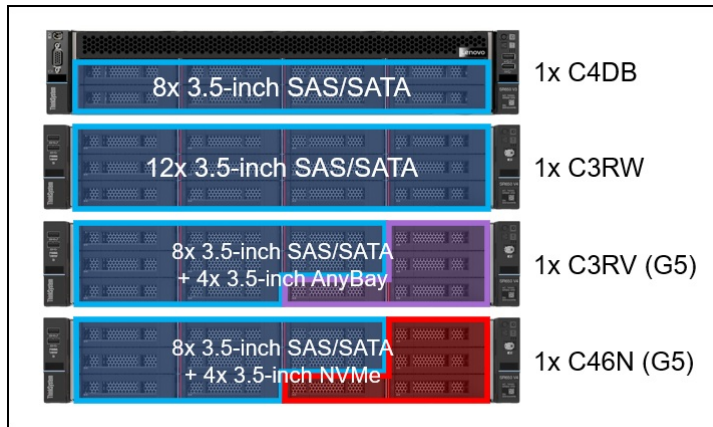 Lenovo
8x 3.5-inch SAS/SATA
1x C4DB
12x 3.5-inch SAS/SATA
1x C3RW
8x 3.5-inch SAS/SATA
+ 4x 3.5-inch AnyBay
1x C3RV (G5)
8x 3.5-inch SAS/SATA
+ 4x 3.5-inch NVMe
1x C46N (G5)